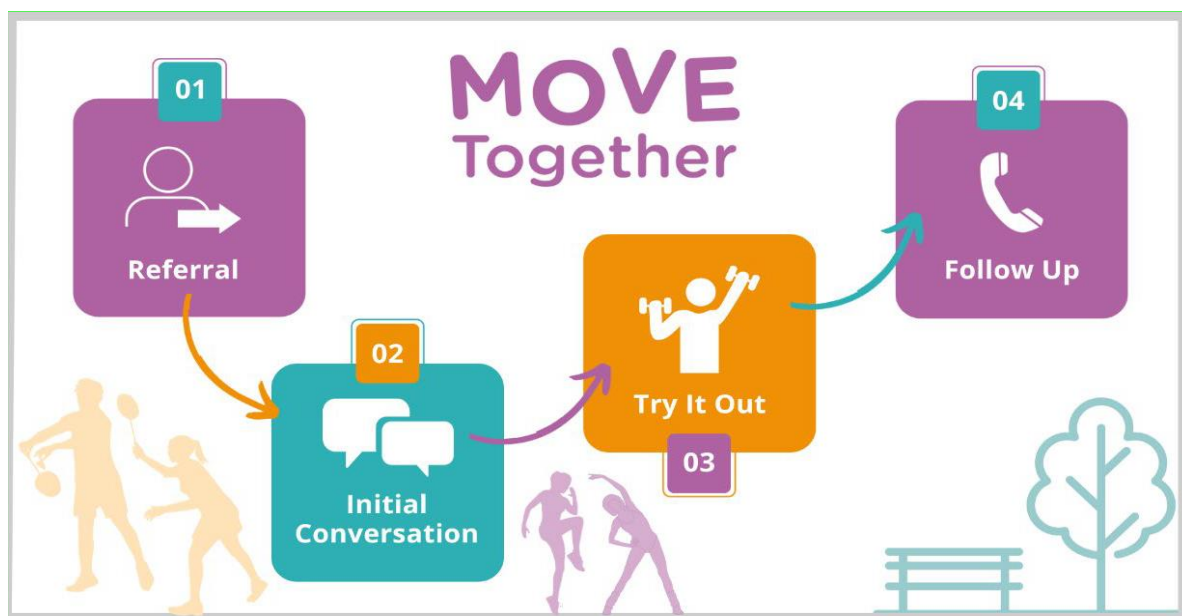 MOVE
Together
01
Referral
02
Initial
Conversation
Try It Out
03
04
Follow Up